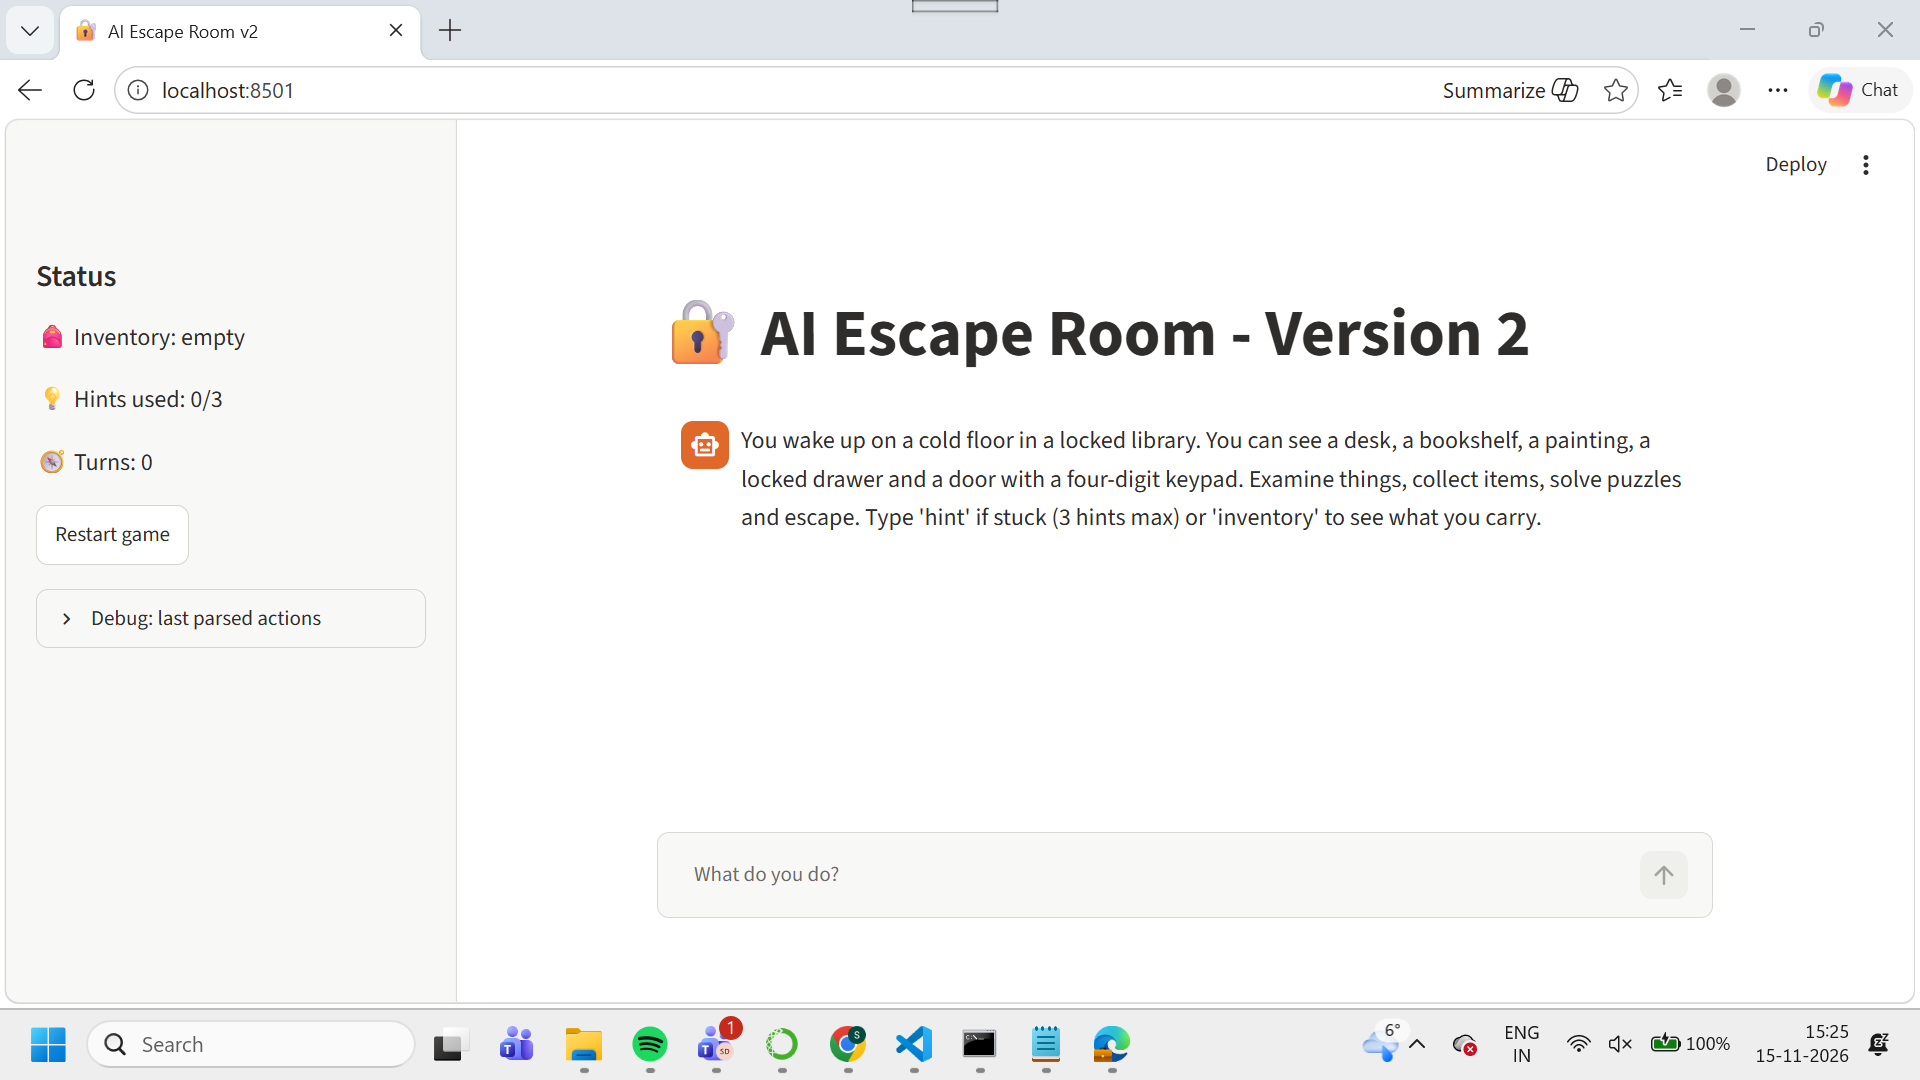 AI Escape Room v2
localhost:8501
Summarize
Chat
Deploy
Status
Inventory: empty
Hints used: 0/3
Turns: 0
Restart game
Debug: last parsed actions
AI Escape Room - Version 2
You wake up on a cold floor in a locked library. You can see a desk, a bookshelf, a painting, a
locked drawer and a door with a four-digit keypad. Examine things, collect items, solve puzzles
and escape. Type 'hint' if stuck (3 hints max) or 'inventory' to see what you carry.
What do you do?
Search
1
SD
S
6°
ENG
IN
100%
15:25
15-11-2026